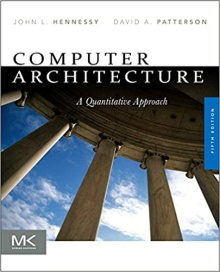 JOHN L. HENNESSY DAVID A. PATTERSON
COMPUTER
ARCHITECTURE
A Quantitative Approach
FIFTH EDITION
MK